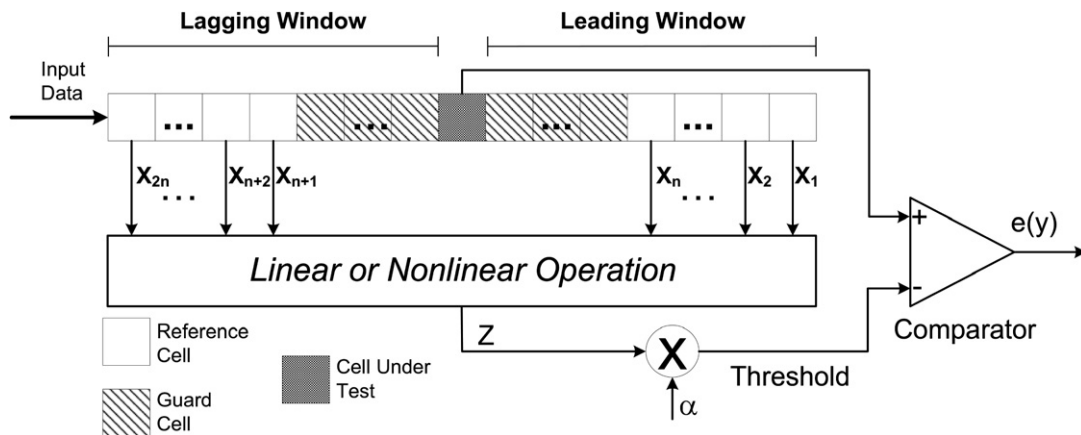 Lagging Window
Leading Window
Input
Data
... ... ... ...
X2n
Xn+2
Xn+1
Xn
X2
X1
... ...
+
e(y)
Linear or Nonlinear Operation
-
Comparator
Reference
Cell
Z
X
Threshold
Cell Under
Test
α
Guard
Cell